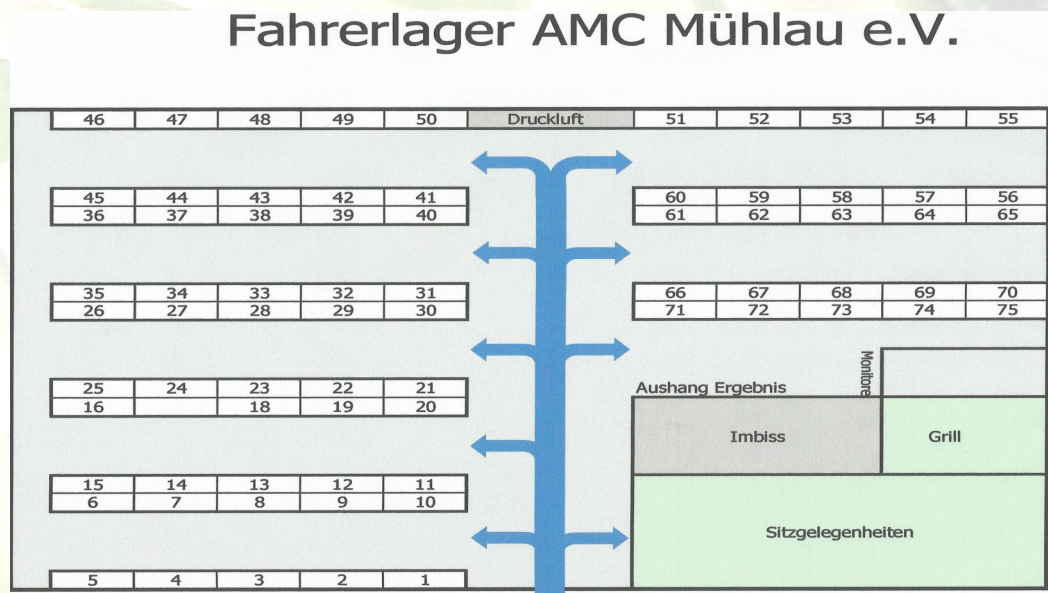 Fahrerlager AMC Mühlau e.V.
46 47 48 49 50 Druckluft 51 52 53 54 55
45 44 43 42 41 60 59 58 57 56
36 37 38 39 40 61 62 63 64 65
35 34 33 32 31 66 67 68 69 70
26 27 28 29 30 71 72 73 74 75
Monitore
25 24 23 22 21 Aushang Ergebnis
16 18 19 20
Imbiss Grill
15 14 13 12 11
6 7 8 9 10
Sitzgelegenheiten
5 4 3 2 1